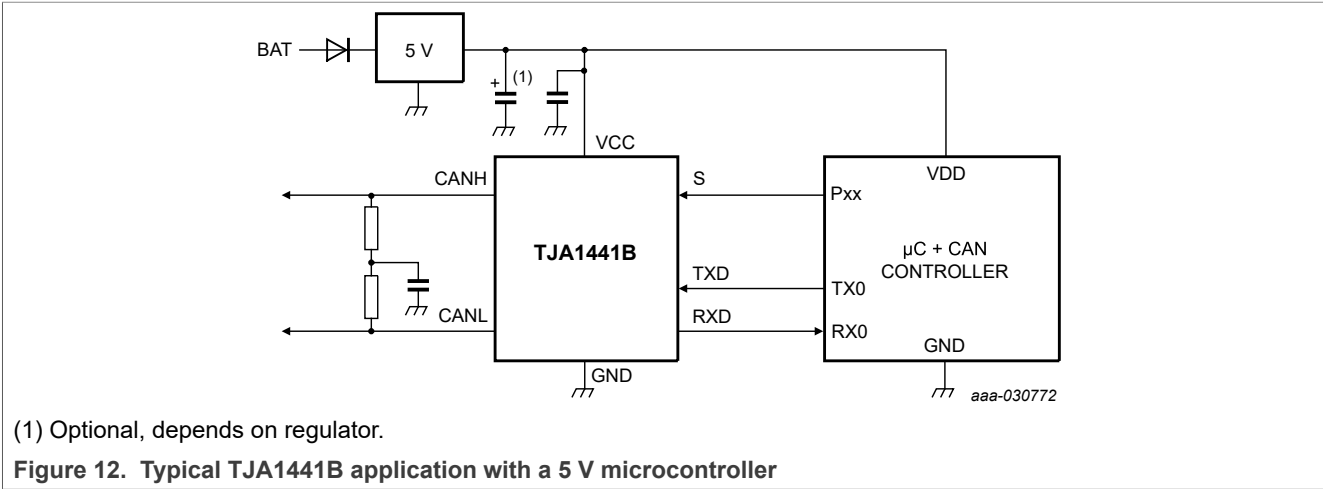 BAT
5 V
+
(1)
VCC
CANH
S
VDD
Pxx
TJA1441B
µC + CAN
CONTROLLER
TXD
TX0
CANL
RXD
RX0
GND
GND
aaa-030772
(1) Optional, depends on regulator.
Figure 12. Typical TJA1441B application with a 5 V microcontroller